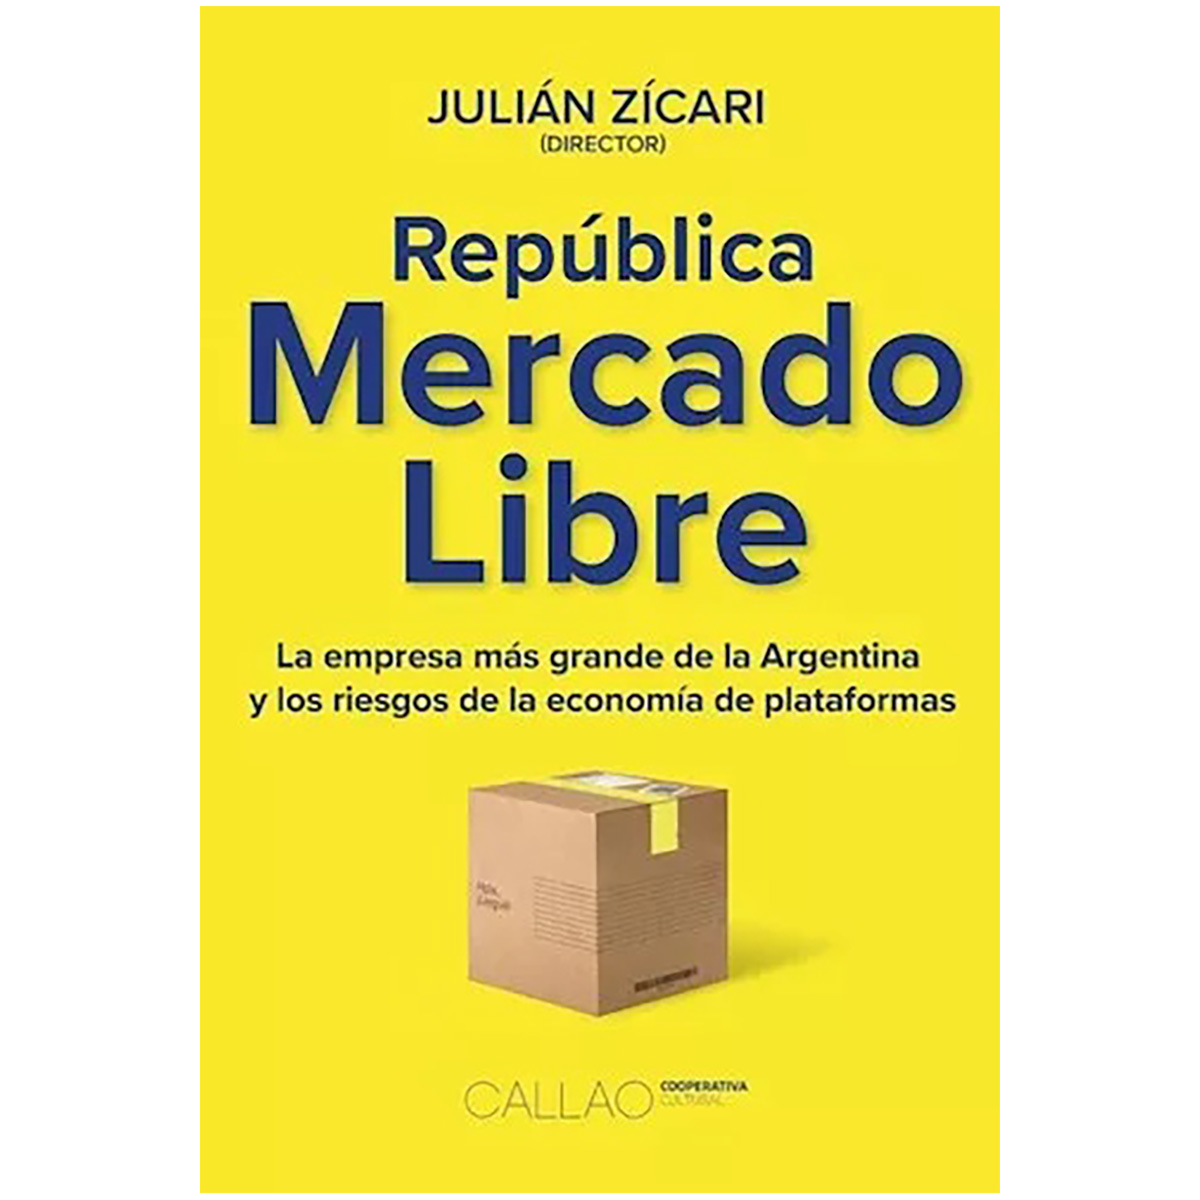 JULIÁN ZÍCARI
(DIRECTOR)
República
Mercado
Libre
La empresa más grande de la Argentina
y los riesgos de la economía de plataformas
CALLAO COOPERATIVA
CULTURAL